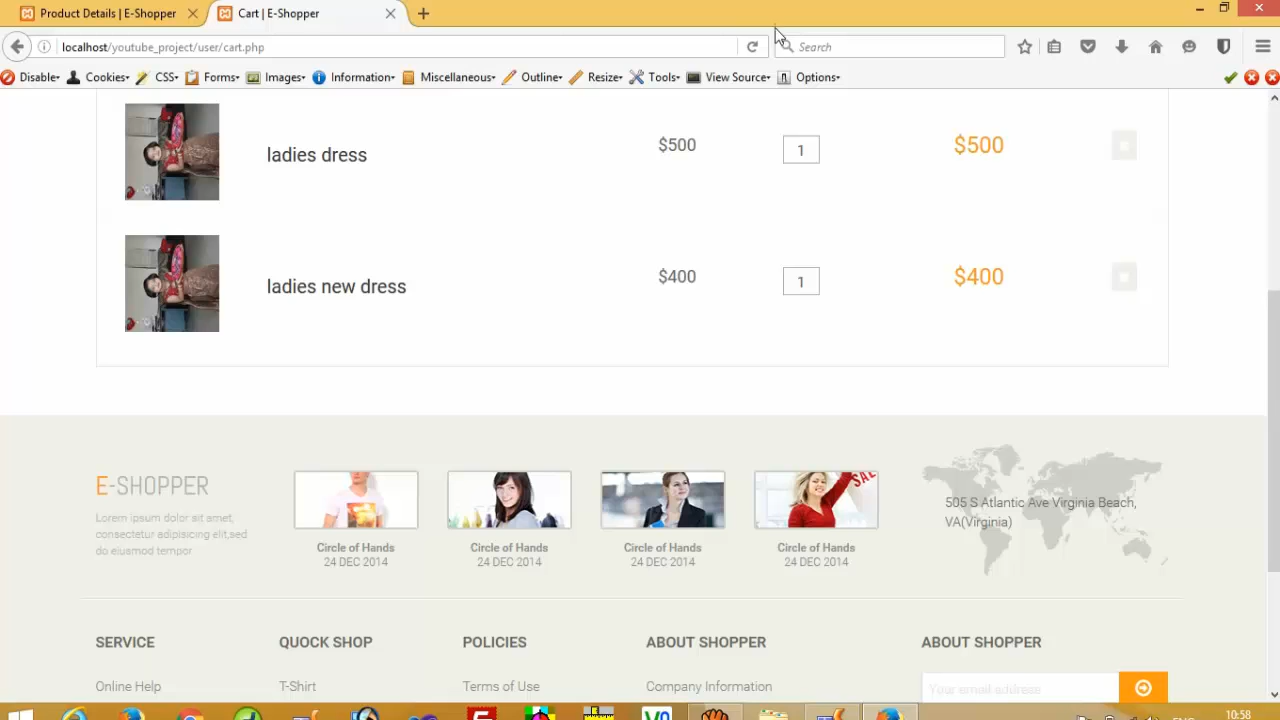 Product Details | E-Shopper
Cart | E-Shopper
localhost/youtube_project/user/cart.php
Search
Disable
Cookies
CSS
Forms
Images
Information
Miscellaneous
Outline
Resize
Tools
View Source
Options
ladies dress
$500
1
$500
ladies new dress
$400
1
$400
E-SHOPPER
Lorem ipsum dolor sit amet,
consectetur adipisicing elit,sed
do eiusmod tempor
Circle of Hands
24 DEC 2014
Circle of Hands
24 DEC 2014
Circle of Hands
24 DEC 2014
SALE
Circle of Hands
24 DEC 2014
505 S Atlantic Ave Virginia Beach,
VA(Virginia)
SERVICE
QUOCK SHOP
POLICIES
ABOUT SHOPPER
ABOUT SHOPPER
Online Help
T-Shirt
Terms of Use
Company Information
Your email address
10:58